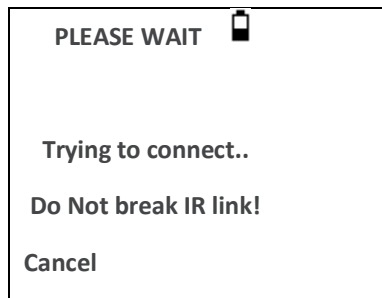 PLEASE WAIT
Trying to connect..
Do Not break IR link!
Cancel